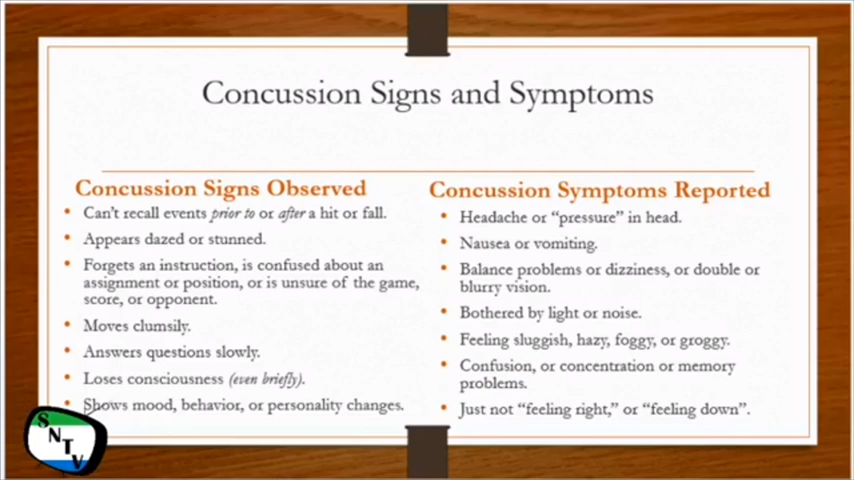 Concussion Signs and Symptoms
Concussion Signs Observed
• Can't recall events prior to or after a hit or fall.
• Appears dazed or stunned.
• Forgets an instruction, is confused about an
assignment or position, or is unsure of the game,
score, or opponent.
• Moves clumsily.
• Answers questions slowly.
• Loses consciousness (even briefly).
• Shows mood, behavior, or personality changes.
Concussion Symptoms Reported
• Headache or “pressure” in head.
• Nausea or vomiting.
• Balance problems or dizziness, or double or
blurry vision.
• Bothered by light or noise.
• Feeling sluggish, hazy, foggy, or groggy.
• Confusion, or concentration or memory
problems.
• Just not “feeling right,” or “feeling down”.
SNTV